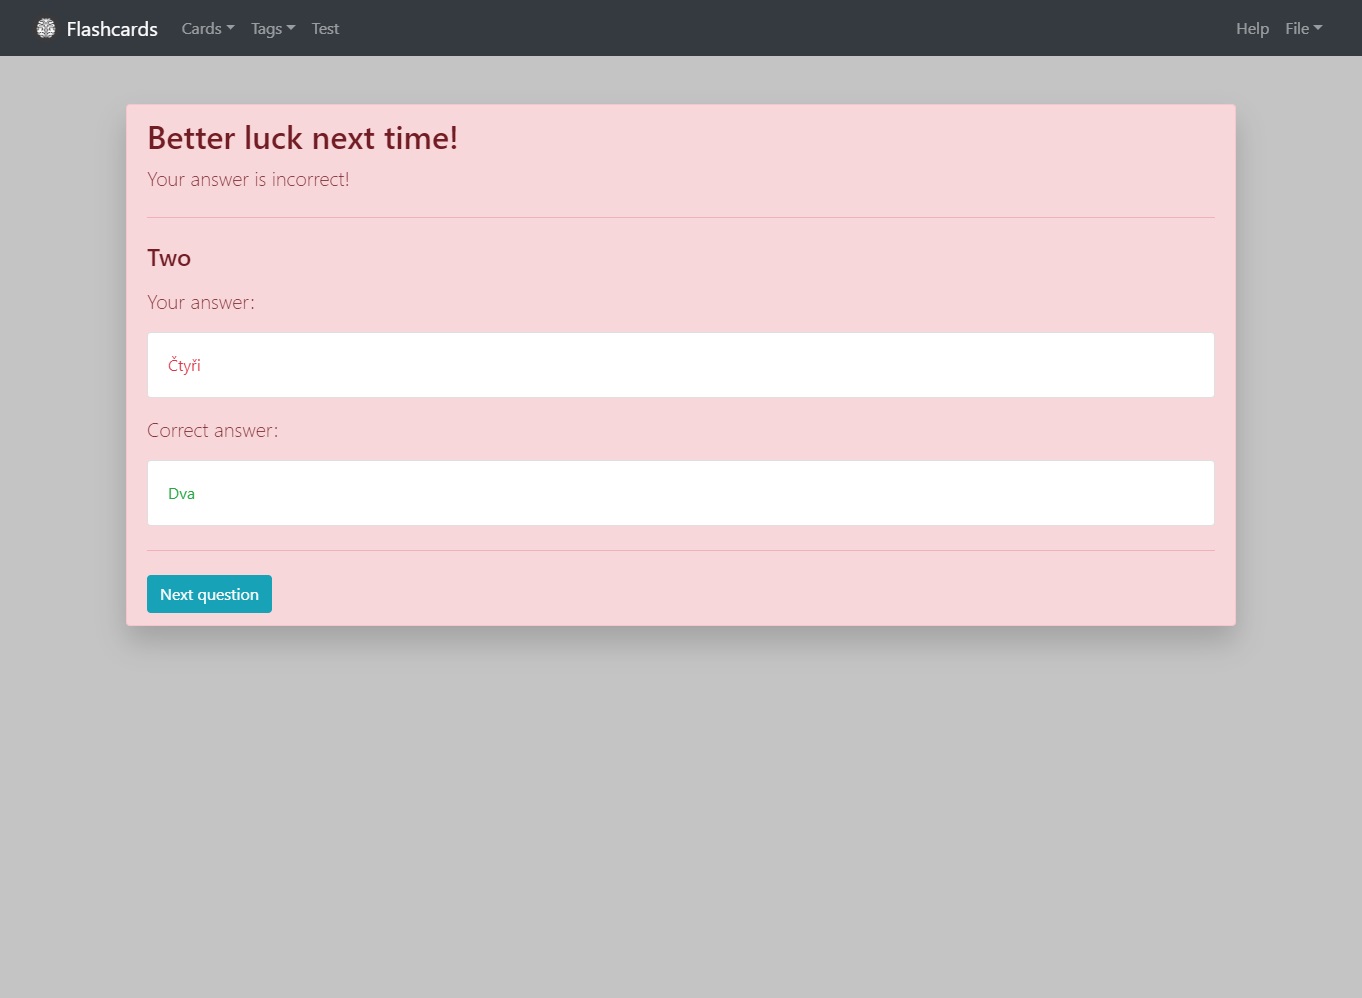 Flashcards Cards Tags Test Help File
Better luck next time!
Your answer is incorrect!
Two
Your answer:
Čtyři
Correct answer:
Dva
Next question